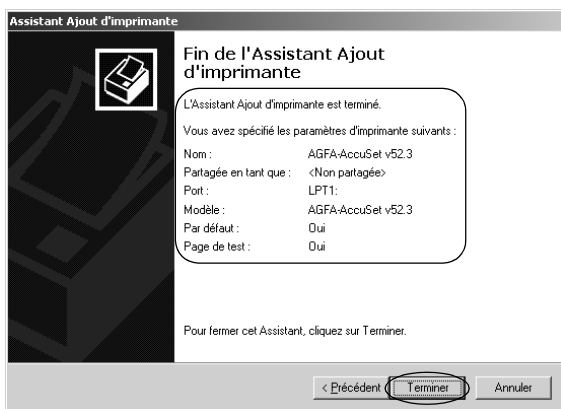 Assistant Ajout d'imprimante
Fin de l'Assistant Ajout
d'imprimante
L'Assistant Ajout d'imprimante est terminé.
Vous avez spécifié les paramètres d'imprimante suivants :
Nom : AGFA-AccuSet v52.3
Partagée en tant que : <Non partagée>
Port : LPT1:
Modèle : AGFA-AccuSet v52.3
Par défaut : Oui
Page de test : Oui
Pour fermer cet Assistant, cliquez sur Terminer.
< Précédent Terminer Annuler